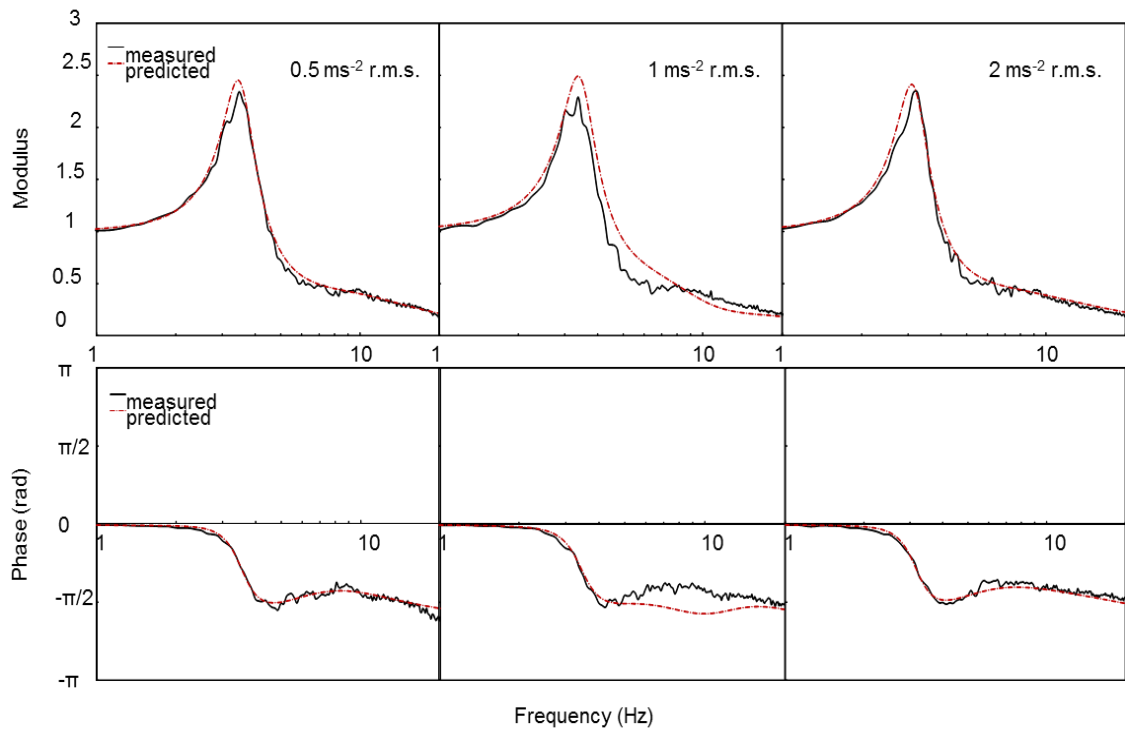 3
2.5
2
1.5
1
0.5
0
Modulus
measured
predicted
0.5 ms-2 r.m.s.
1 ms-2 r.m.s.
2 ms-2 r.m.s.
1 10 1 10 1 10
π
π/2
0
-π/2
-π
Phase (rad)
measured
predicted
1 10 1 10 1 10
Frequency (Hz)